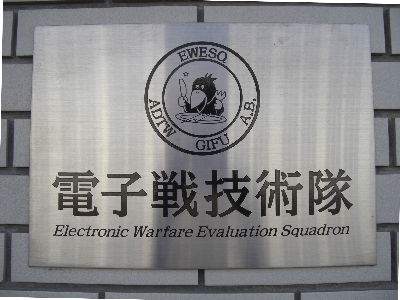 EWESQ
ADTW GIFU A.B.
電子戦技術隊
Electronic Warfare Evaluation Squadron